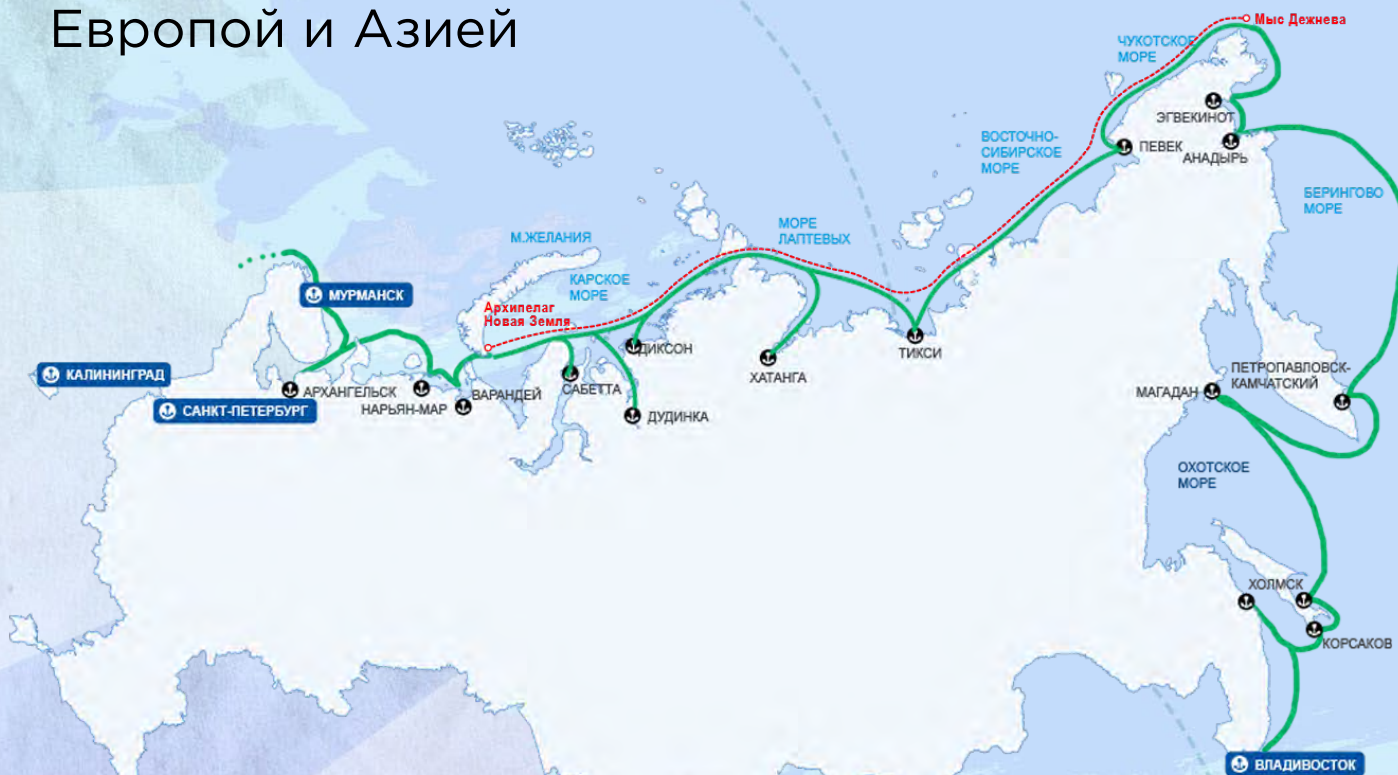 Европой и Азией
Мыс Дежнева
ЧУКОТСКОЕ
МОРЕ
ЭГВЕКИНОТ
ВОСТОЧНО-
СИБИРСКОЕ
МОРЕ
ПЕВЕК
АНАДЫРЬ
БЕРИНГОВО
МОРЕ
МОРЕ
ЛАПТЕВЫХ
М.ЖЕЛАНИЯ
КАРСКОЕ
МОРЕ
МУРМАНСК
Архипелаг
Новая Земля
ДИКСОН
ТИКСИ
ХАТАНГА
КАЛИНИНГРАД
ПЕТРОПАВЛОВСК-
КАМЧАТСКИЙ
САБЕТТА
АРХАНГЕЛЬСК
ВАРАНДЕЙ
МАГАДАН
САНКТ-ПЕТЕРБУРГ
НАРЬЯН-МАР
ДУДИНКА
ОХОТСКОЕ
МОРЕ
ХОЛМСК
КОРСАКОВ
ВЛАДИВОСТОК